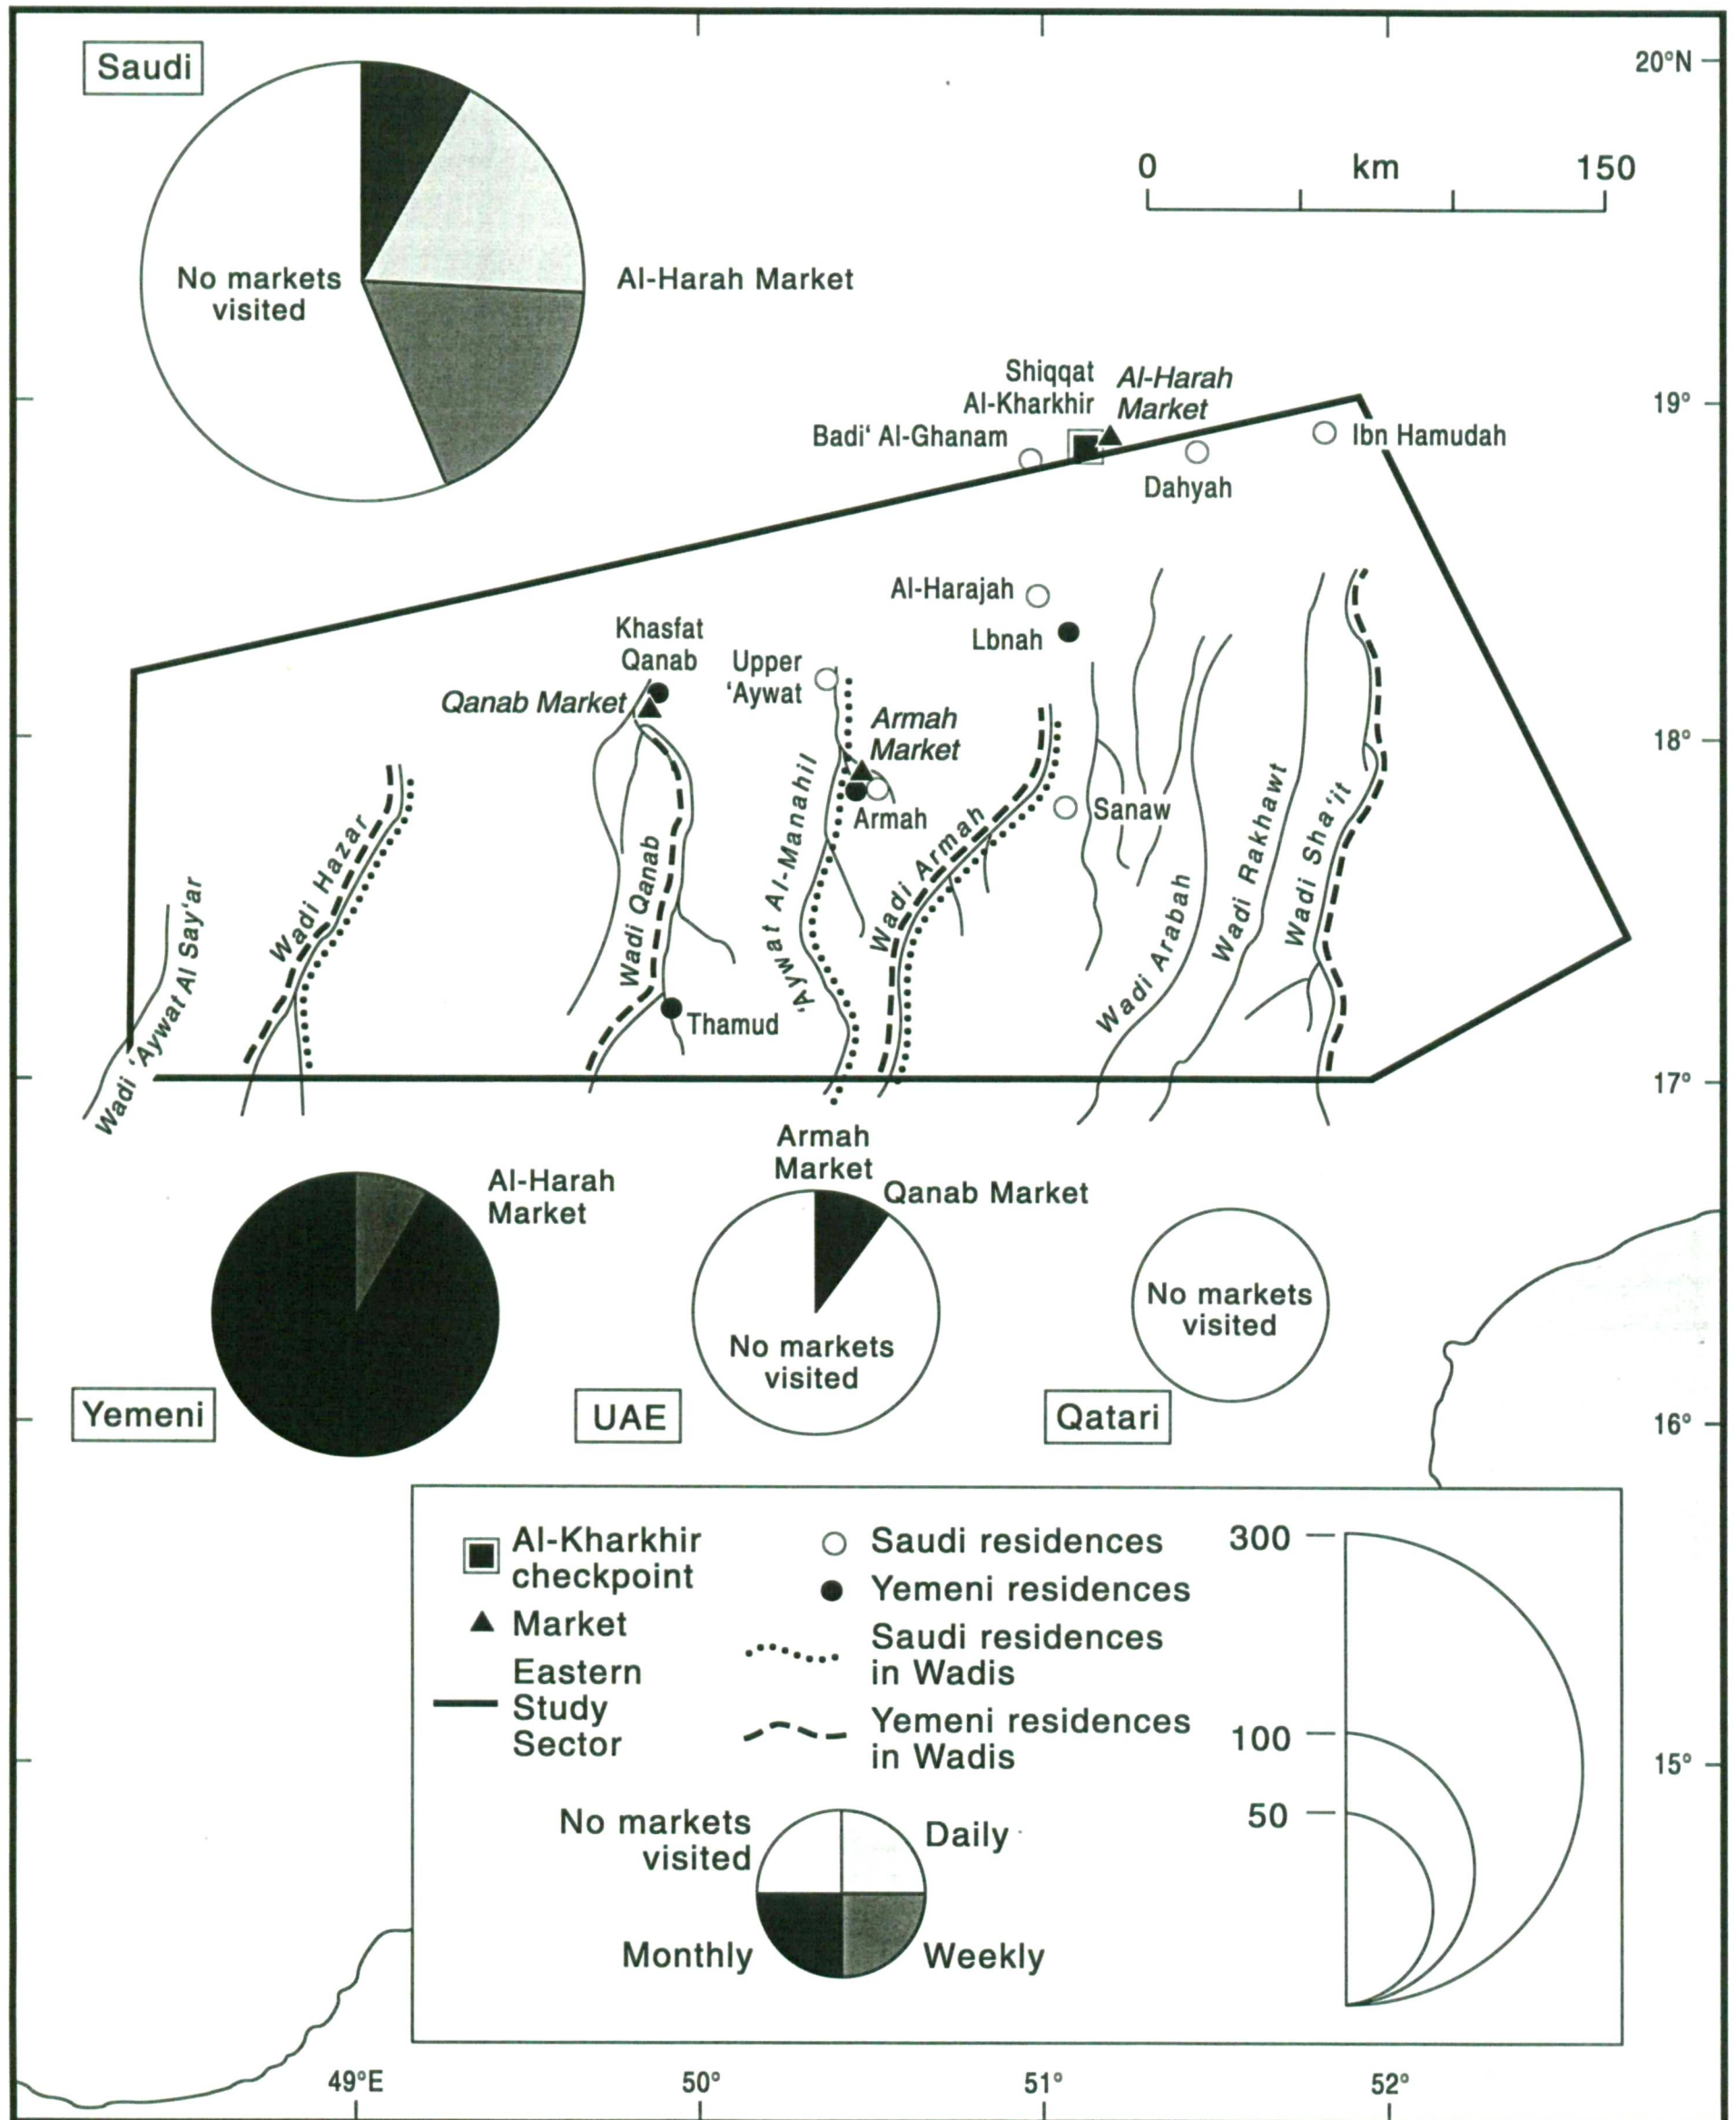 Saudi
20°N
0 km 150
No markets
visited
Al-Harah Market
Shiqqat
Al-Kharkhir
Al-Harah
Market
19°
Badi‘ Al-Ghanam
Ibn Hamudah
Dahyah
Al-Harajah
Lbnah
Khasfat
Qanab
Upper
‘Aywat
Qanab Market
Armah
Market
18°
Armah
Sanaw
Wadi ‘Aywat Al Say‘ar
Wadi Hazar
Wadi Qanab
‘Aywat Al-Manahil
Wadi Armah
Wadi Arabah
Wadi Rakhawt
Wadi Sha‘it
Thamud
17°
Al-Harah
Market
Armah
Market
Qanab Market
No markets
visited
No markets
visited
Yemeni
UAE
Qatari
16°
Al-Kharkhir
checkpoint
Market
Eastern
Study
Sector
Saudi residences
Yemeni residences
Saudi residences
in Wadis
Yemeni residences
in Wadis
300
100
50
15°
No markets
visited
Daily
Monthly
Weekly
49°E
50°
51°
52°